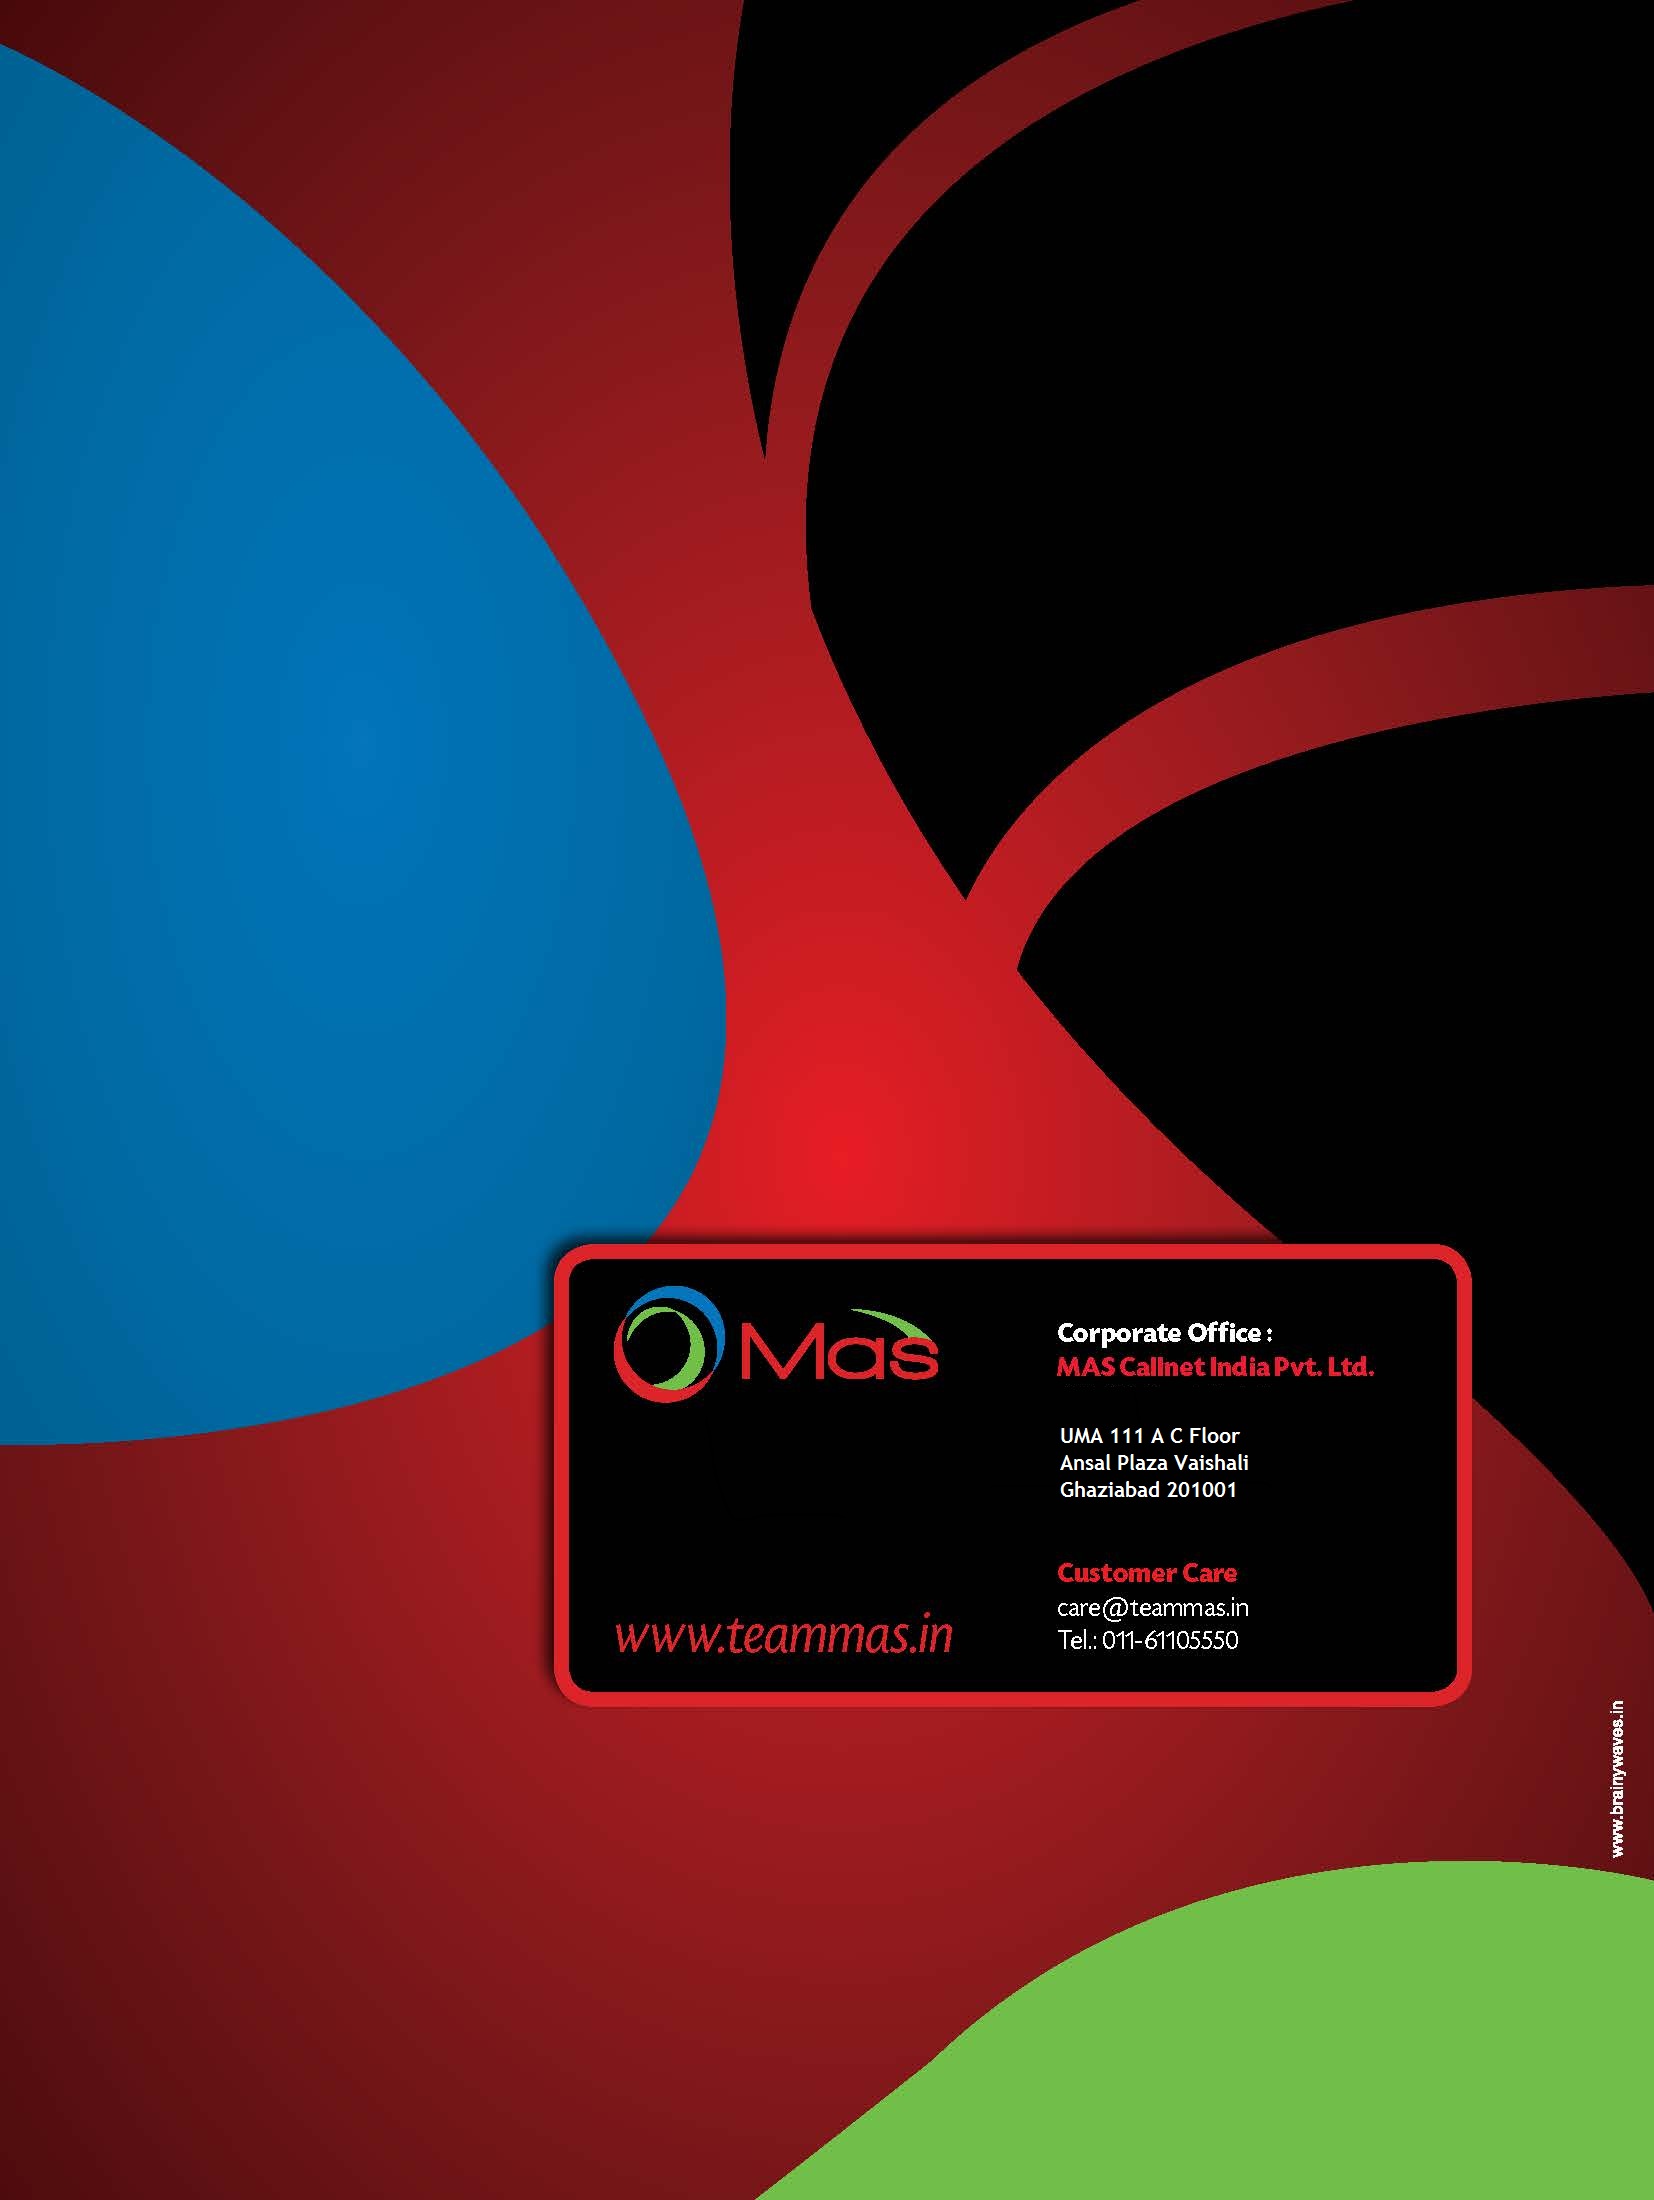 Mas
www.teammas.in
Corporate Office :
MAS Callnet India Pvt. Ltd.
UMA 111 A C Floor
Ansal Plaza Vaishali
Ghaziabad 201001
Customer Care
care@teammas.in
Tel.: 011-61105550
www.brainywaves.in